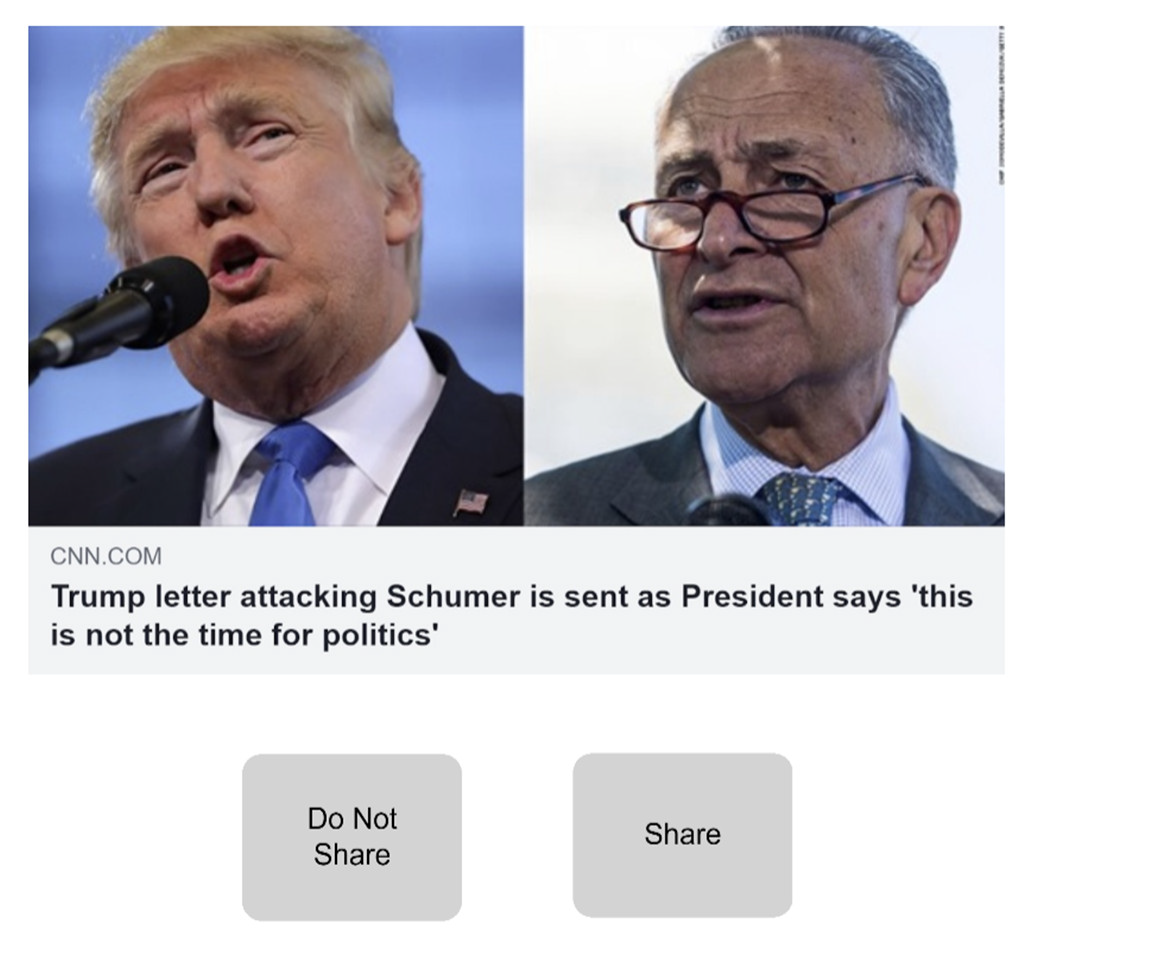 CNN.COM
Trump letter attacking Schumer is sent as President says 'this
is not the time for politics'
Do Not
Share
Share